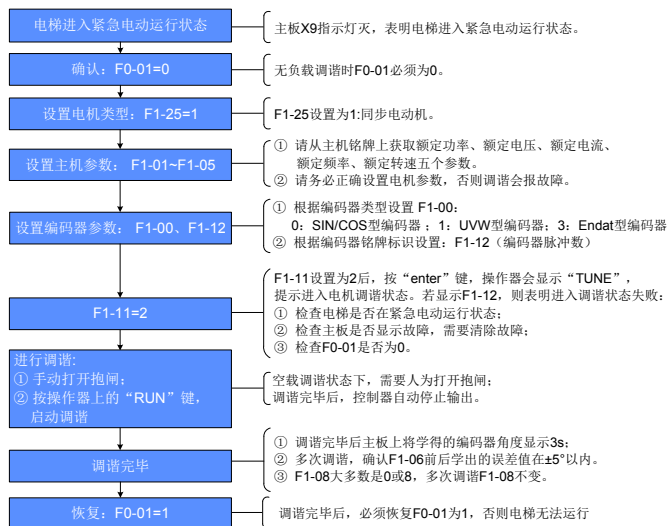 电梯进入紧急电动运行状态
主板X9指示灯灭，表明电梯进入紧急电动运行状态。
确认：F0-01=0
无负载调谐时F0-01必须为0。
设置电机类型：F1-25=1
F1-25设置为1:同步电动机。
设置主机参数： F1-01~F1-05
① 请从主机铭牌上获取额定功率、额定电压、额定电流、
额定频率、额定转速五个参数。
② 请务必正确设置电机参数，否则调谐会报故障。
设置编码器参数： F1-00、F1-12
① 根据编码器类型设置 F1-00：
0：SIN/COS型编码器 ；1：UVW型编码器；3：Endat型编码器
② 根据编码器铭牌标识设置：F1-12（编码器脉冲数）
F1-11=2
F1-11设置为2后，按“enter”键，操作器会显示“TUNE”，
提示进入电机调谐状态。若显示F1-12，则表明进入调谐状态失败：
① 检查电梯是否在紧急电动运行状态；
② 检查主板是否显示故障，需要清除故障；
③ 检查F0-01是否为0。
进行调谐:
① 手动打开抱闸；
② 按操作器上的“RUN”键，
启动调谐
空载调谐状态下，需要人为打开抱闸；
调谐完毕后，控制器自动停止输出。
调谐完毕
① 调谐完毕后主板上将学得的编码器角度显示3s；
② 多次调谐，确认F1-06前后学出的误差值在±5°以内。
③ F1-08大多数是0或8，多次调谐F1-08不变。
恢复：F0-01=1
调谐完毕后，必须恢复F0-01为1，否则电梯无法运行